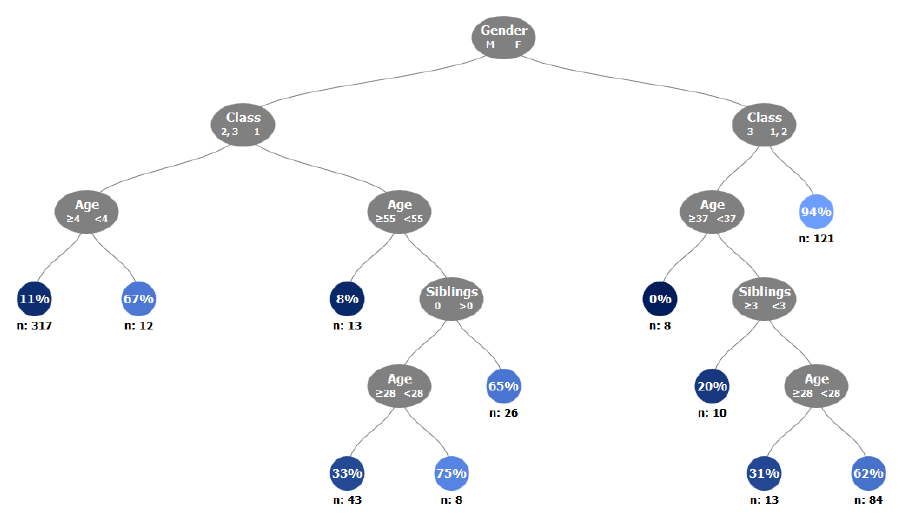 Gender
M F
Class
2, 3 1
Class
3 1, 2
Age
≥4 <4
Age
≥55 <55
Age
≥37 <37
94%
n: 121
11%
n: 317
67%
n: 12
8%
n: 13
Siblings
0 >0
0%
n: 8
Siblings
≥3 <3
Age
≥28 <28
65%
n: 26
20%
n: 10
Age
≥28 <28
33%
n: 43
75%
n: 8
31%
n: 13
62%
n: 84